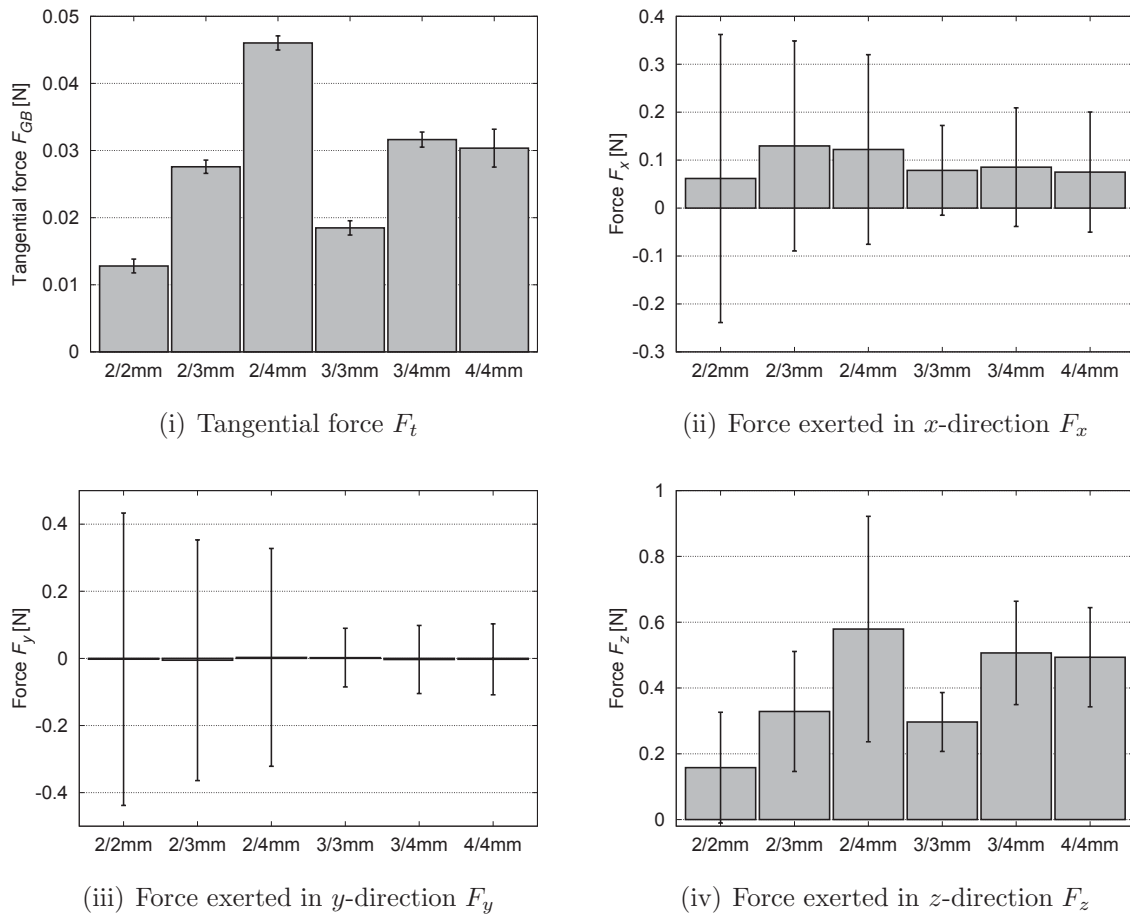 0.05
0.04
0.03
0.02
0.01
0
Tangential force F_GB [N]
2/2mm 2/3mm 2/4mm 3/3mm 3/4mm 4/4mm
(i) Tangential force F_t
0.4
0.3
0.2
0.1
0
-0.1
-0.2
-0.3
Force F_x [N]
2/2mm 2/3mm 2/4mm 3/3mm 3/4mm 4/4mm
(ii) Force exerted in x-direction F_x
0.4
0.2
0
-0.2
-0.4
Force F_y [N]
2/2mm 2/3mm 2/4mm 3/3mm 3/4mm 4/4mm
(iii) Force exerted in y-direction F_y
1
0.8
0.6
0.4
0.2
0
Force F_z [N]
2/2mm 2/3mm 2/4mm 3/3mm 3/4mm 4/4mm
(iv) Force exerted in z-direction F_z